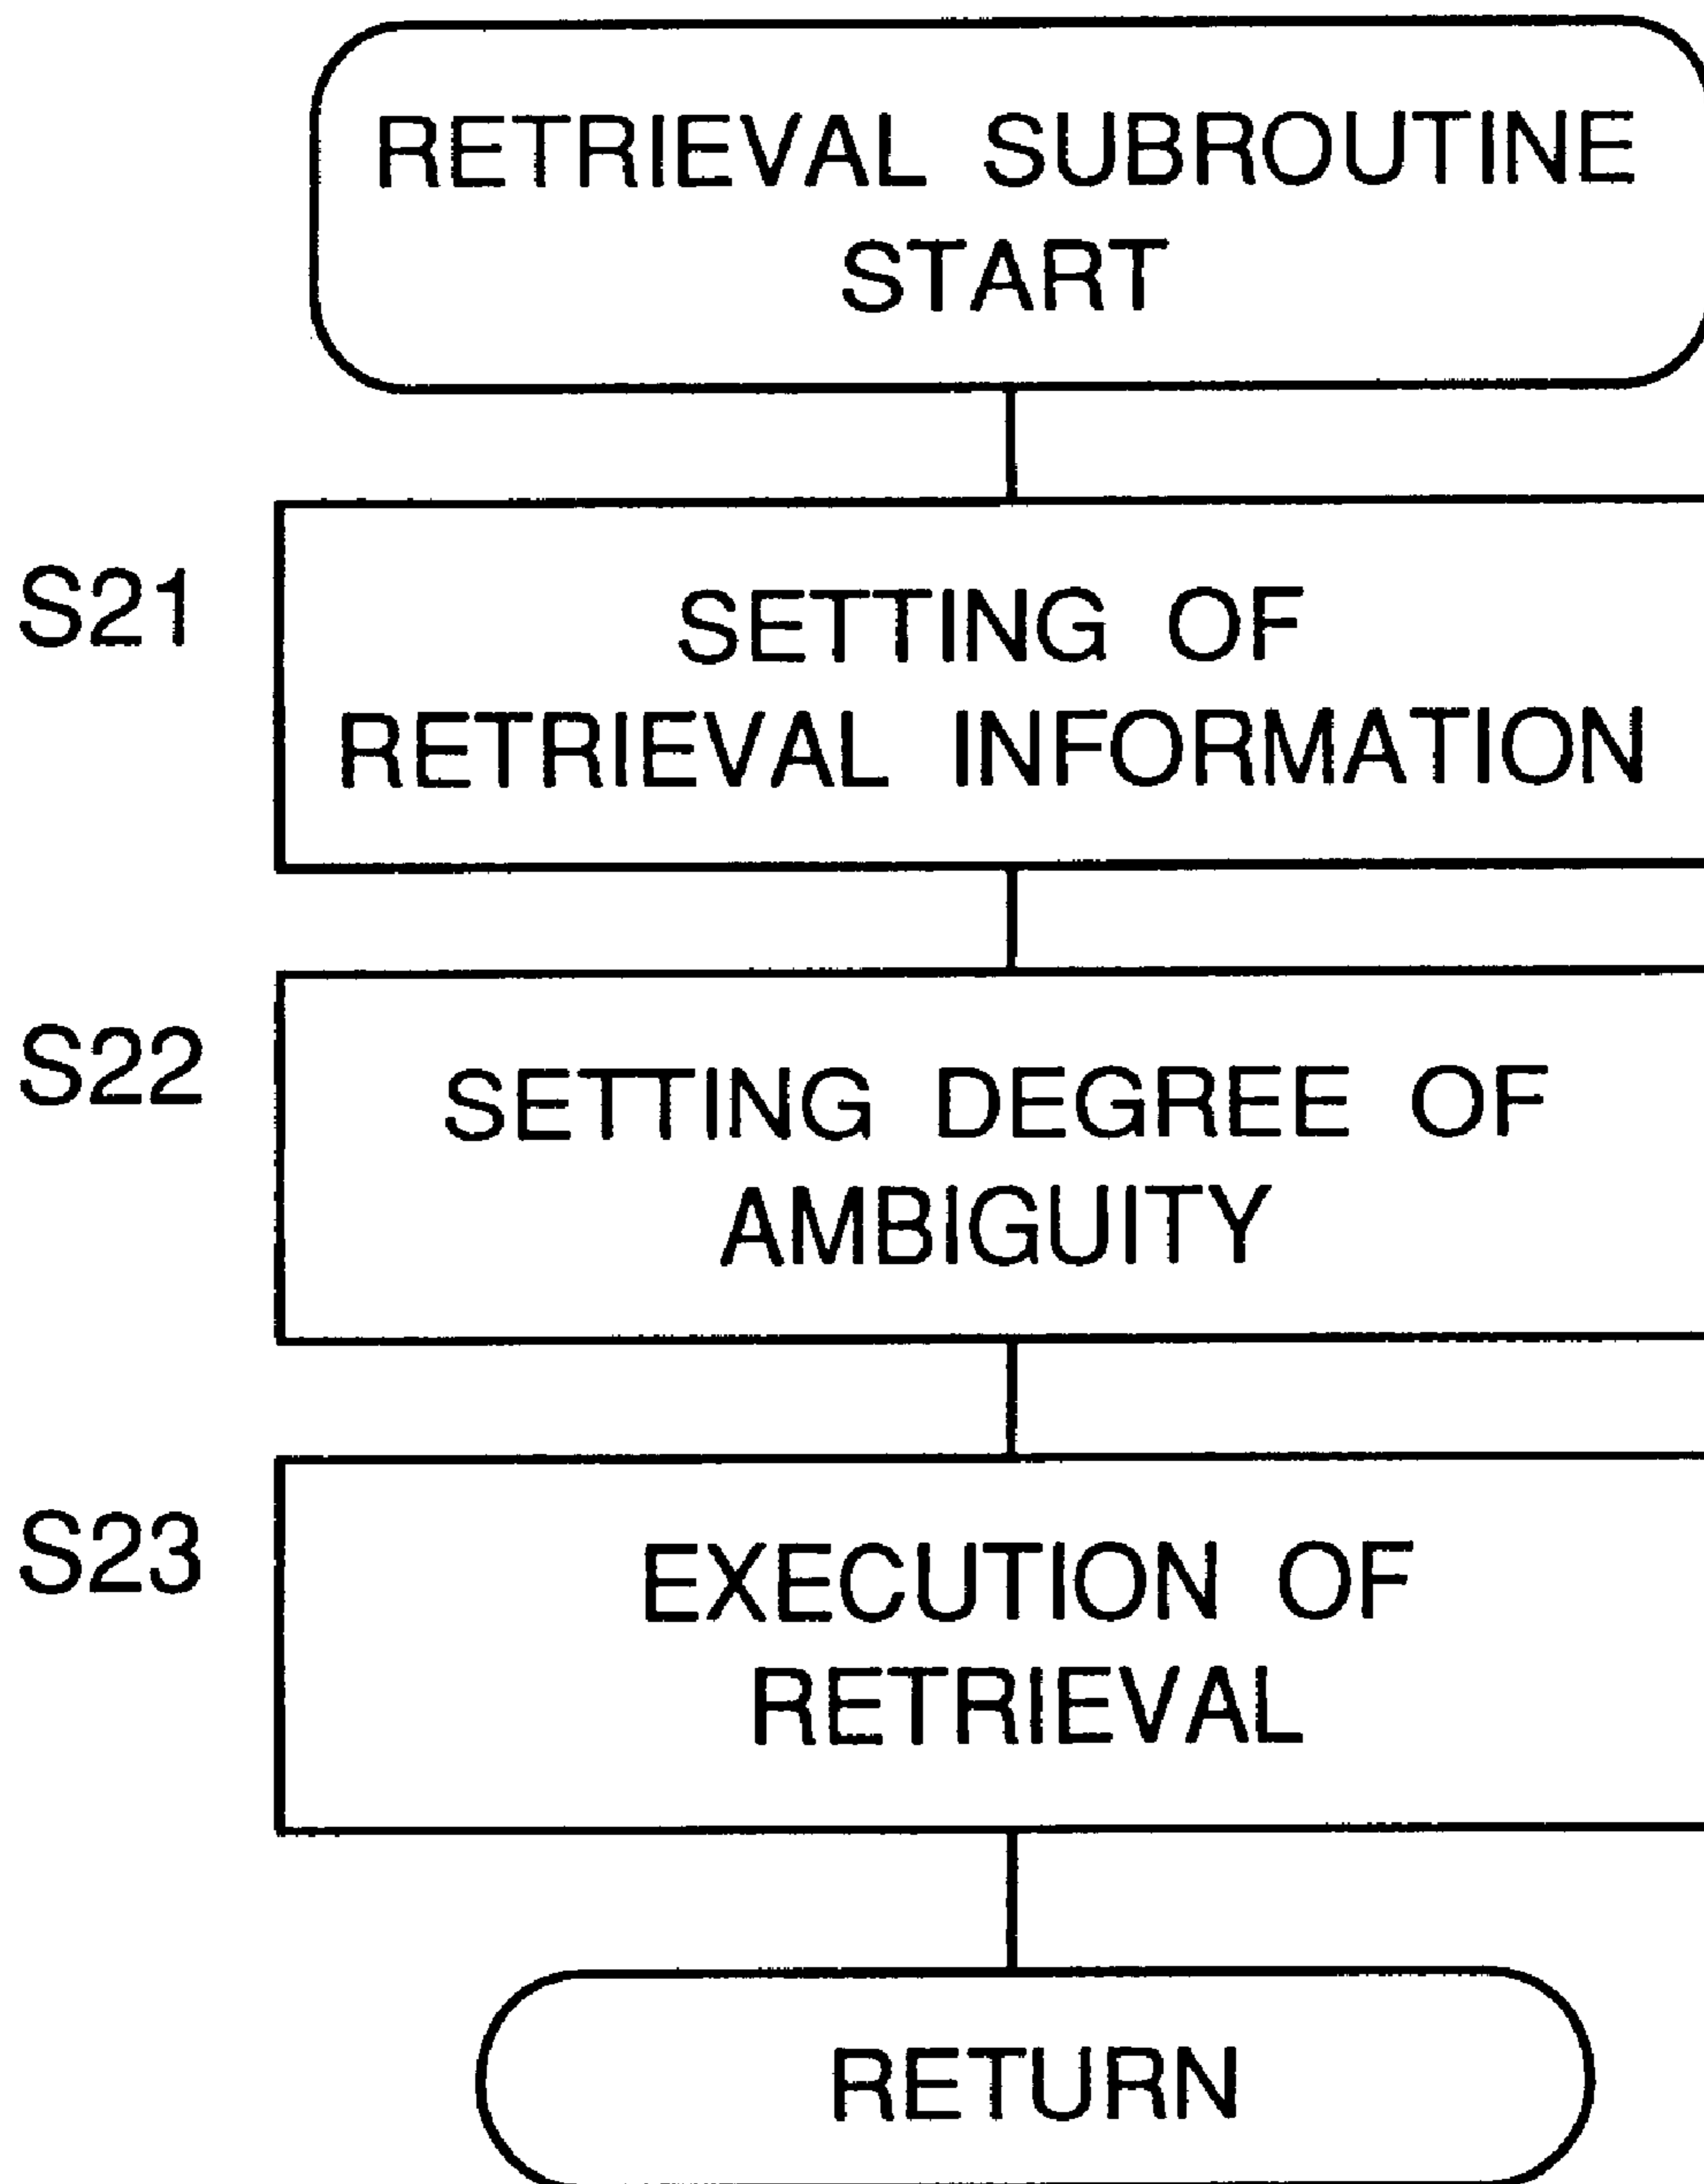 RETRIEVAL SUBROUTINE
START
S21
SETTING OF
RETRIEVAL INFORMATION
S22
SETTING DEGREE OF
AMBIGUITY
S23
EXECUTION OF
RETRIEVAL
RETURN